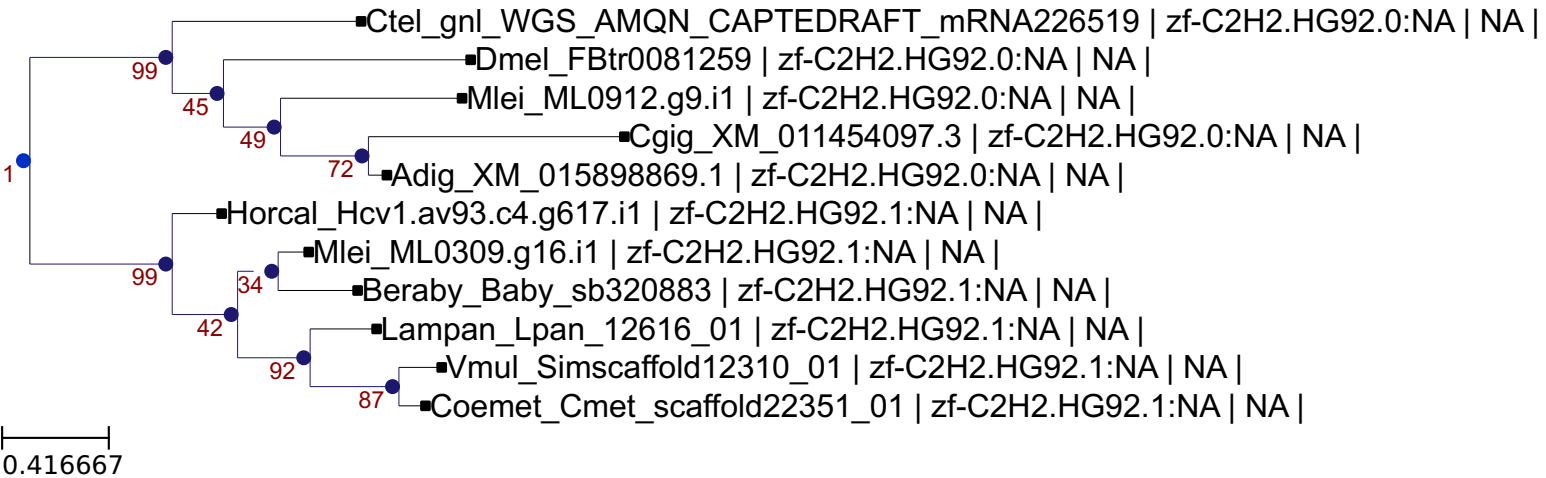 Ctel_gnl_WGS_AMQN_CAPTEDRAFT_mRNA226519 | zf-C2H2.HG92.0:NA | NA |
Dmel_FBtr0081259 | zf-C2H2.HG92.0:NA | NA |
99
Mlei_ML0912.g9.i1 | zf-C2H2.HG92.0:NA | NA |
45
Cgig_XM_011454097.3 | zf-C2H2.HG92.0:NA | NA |
49
72
Adig_XM_015898869.1 | zf-C2H2.HG92.0:NA | NA |
1
Horcal_Hcv1.av93.c4.g617.i1 | zf-C2H2.HG92.1:NA | NA |
Mlei_ML0309.g16.i1 | zf-C2H2.HG92.1:NA | NA |
99
34
Beraby_Baby_sb320883 | zf-C2H2.HG92.1:NA | NA |
42
Lampan_Lpan_12616_01 | zf-C2H2.HG92.1:NA | NA |
92
Vmul_Simscaffold12310_01 | zf-C2H2.HG92.1:NA | NA |
87
Coemet_Cmet_scaffold22351_01 | zf-C2H2.HG92.1:NA | NA |
0.416667